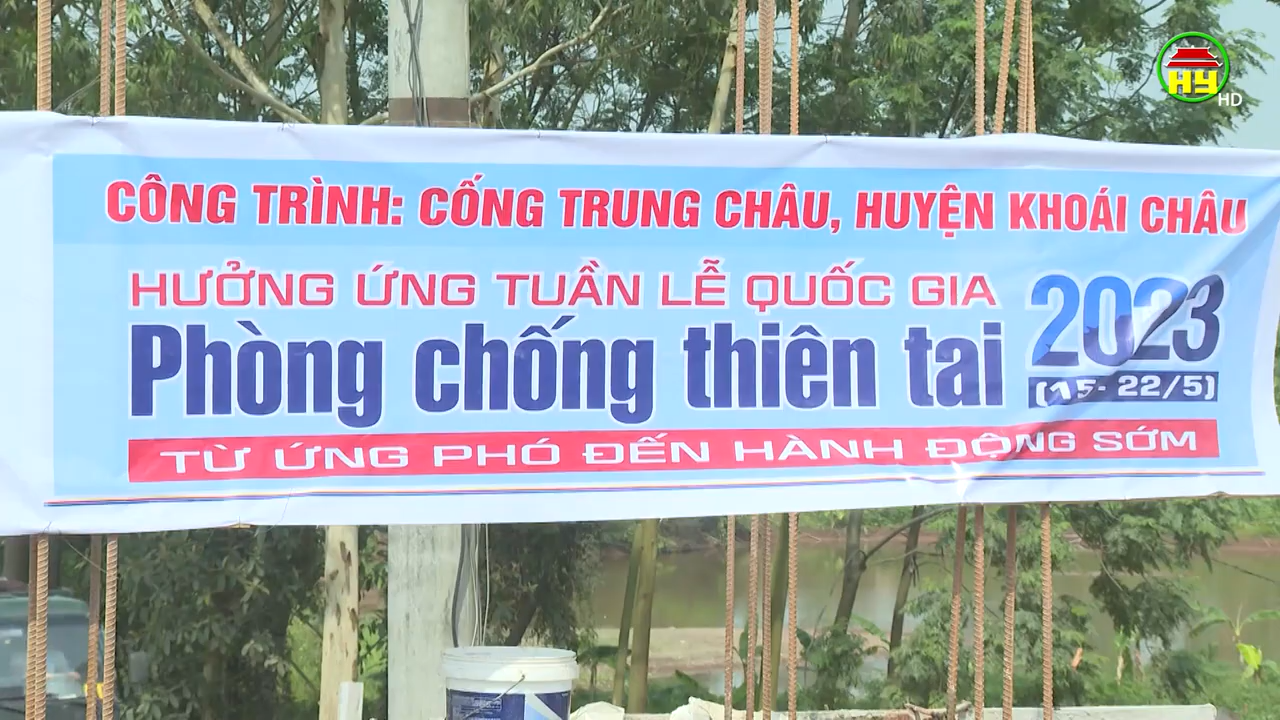 HY
HD
CÔNG TRÌNH: CỐNG TRUNG CHÂU, HUYỆN KHOÁI CHÂU
HƯỞNG ỨNG TUẦN LỄ QUỐC GIA
Phòng chống thiên tai 2023
(15- 22/5)
TỪ ỨNG PHÓ ĐẾN HÀNH ĐỘNG SỚM